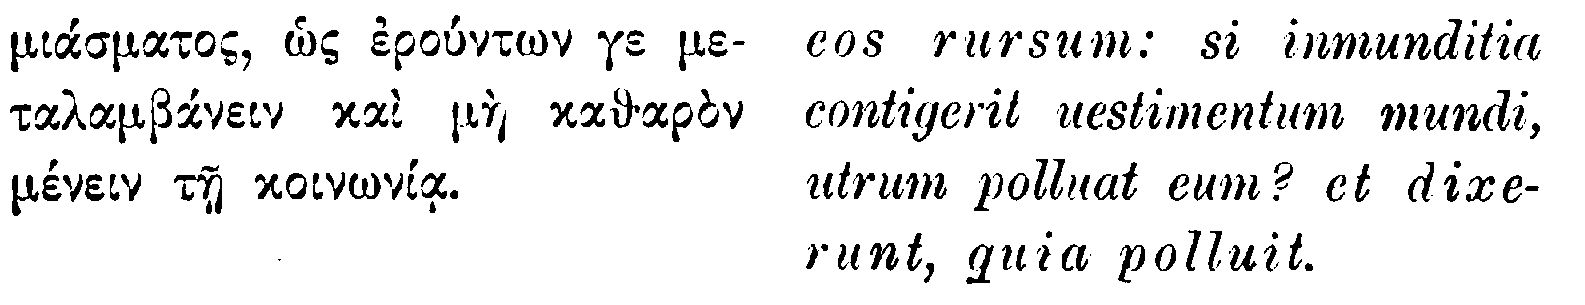 μιάσματος, ὡς ἐρούντων γε με-
ταλαμβάνειν καὶ μὴ καθαρὸν
μένειν τῇ κοινωνίᾳ.
eos rursum: si inmunditia
contigerit uestimentum mundi,
utrum polluat eum? et dixe-
runt, quia polluit.